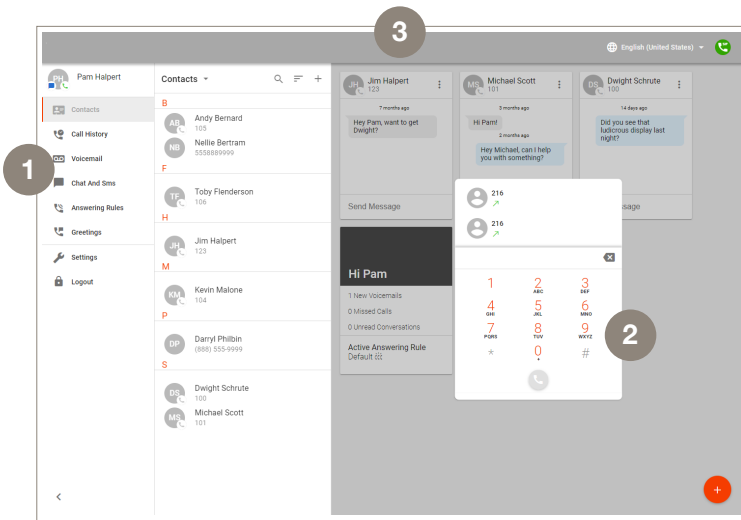 3
English (United States)
PH
Pam Halpert
Contacts
Call History
1
Voicemail
Chat And Sms
Answering Rules
Greetings
Settings
Logout
Contacts
B
AB
Andy Bernard
105
NB
Nellie Bertram
5558889999
F
TF
Toby Flenderson
106
H
JH
Jim Halpert
123
M
KM
Kevin Malone
104
P
DP
Darryl Philbin
(888) 555-9999
S
DS
Dwight Schrute
100
MS
Michael Scott
101
JH
Jim Halpert
123
7 months ago
Hey Pam, want to get
Dwight?
Send Message
MS
Michael Scott
101
3 months ago
Hi Pam!
2 months ago
Hey Michael, can I help
you with something?
DS
Dwight Schrute
100
14 days ago
Did you see that
ludicrous display last
night?
ssage
Hi Pam
1 New Voicemails
0 Missed Calls
0 Unread Conversations
Active Answering Rule
Default
216
216
1 2 3
ABC DEF
4 5 6
GHI JKL MNO
7 8 9
PQRS TUV WXYZ
* 0 #
2